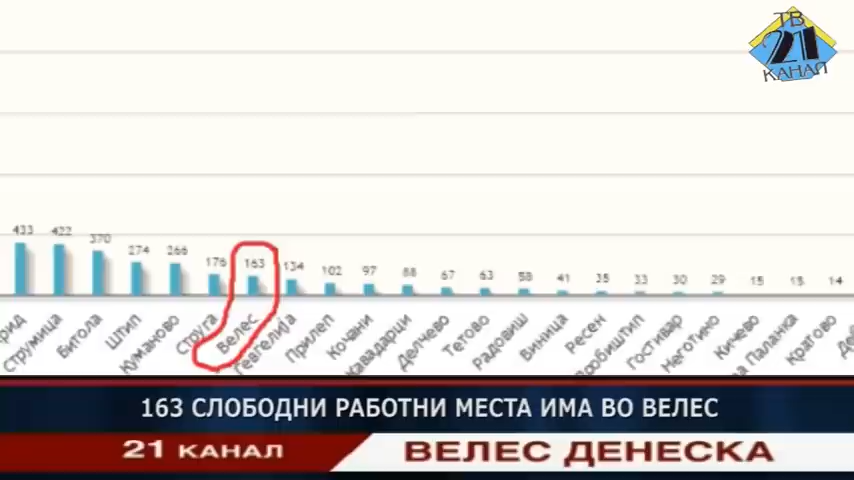 ТВ
21
КАНАЛ
433 422 370 274 266 176 163 134 102 97 88 67 63 58 41 35 33 30 29 15 15 14
Струмица Битола Штип Куманово Струга Велес Гевгелија Прилеп Кочани Кавадарци Делчево Тетово Радовиш Виница Ресен Гостивар Неготино Кичево Паланка Кратово
163 СЛОБОДНИ РАБОТНИ МЕСТА ИМА ВО ВЕЛЕС
21 КАНАЛ
ВЕЛЕС ДЕНЕСКА